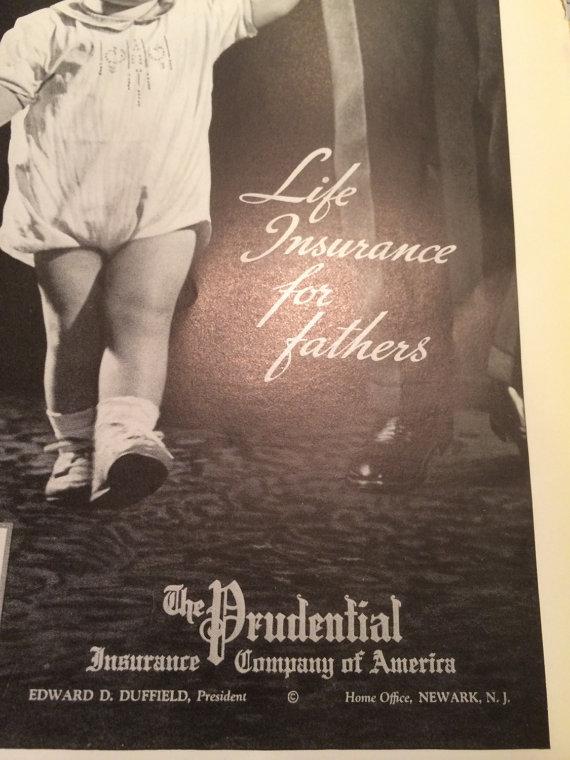 Life
Insurance
for
fathers
The Prudential
Insurance Company of America
EDWARD D. DUFFIELD, President © Home Office, NEWARK, N. J.